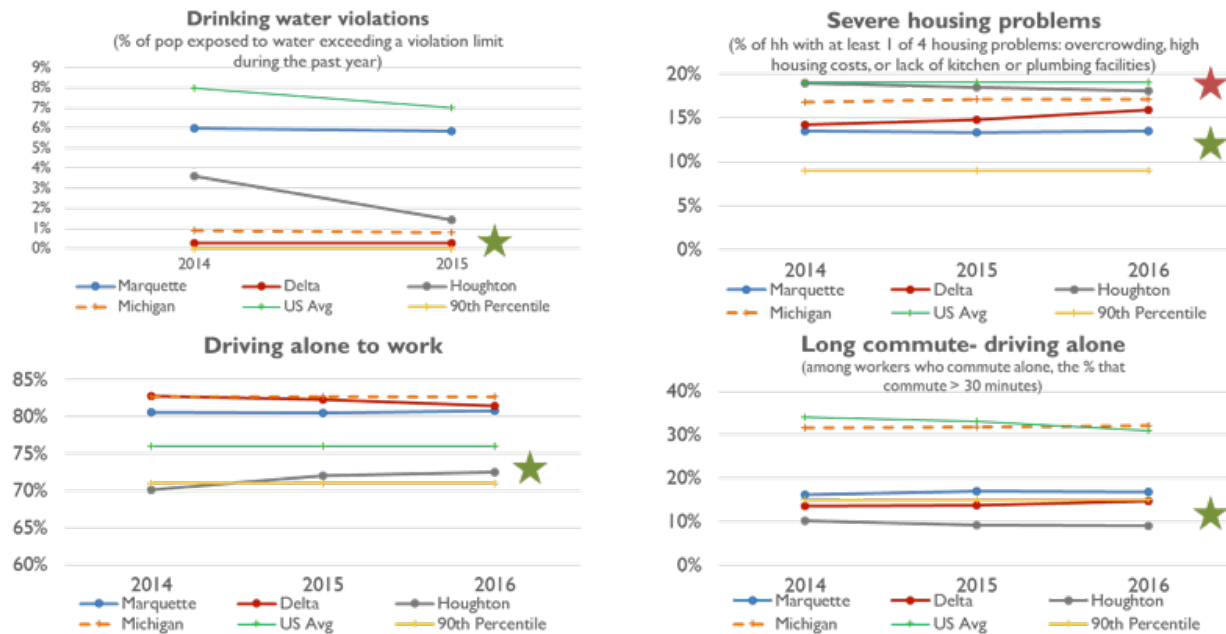 Drinking water violations
(% of pop exposed to water exceeding a violation limit
during the past year)
9%
8%
7%
6%
5%
4%
3%
2%
1%
0%
2014 2015
Marquette Delta Houghton
Michigan US Avg 90th Percentile
Severe housing problems
(% of hh with at least 1 of 4 housing problems: overcrowding, high
housing costs, or lack of kitchen or plumbing facilities)
20%
15%
10%
5%
0%
2014 2015 2016
Marquette Delta Houghton
Michigan US Avg 90th Percentile
Driving alone to work
85%
80%
75%
70%
65%
60%
2014 2015 2016
Marquette Delta Houghton
Michigan US Avg 90th Percentile
Long commute- driving alone
(among workers who commute alone, the % that
commute > 30 minutes)
40%
30%
20%
10%
0%
2014 2015 2016
Marquette Delta Houghton
Michigan US Avg 90th Percentile